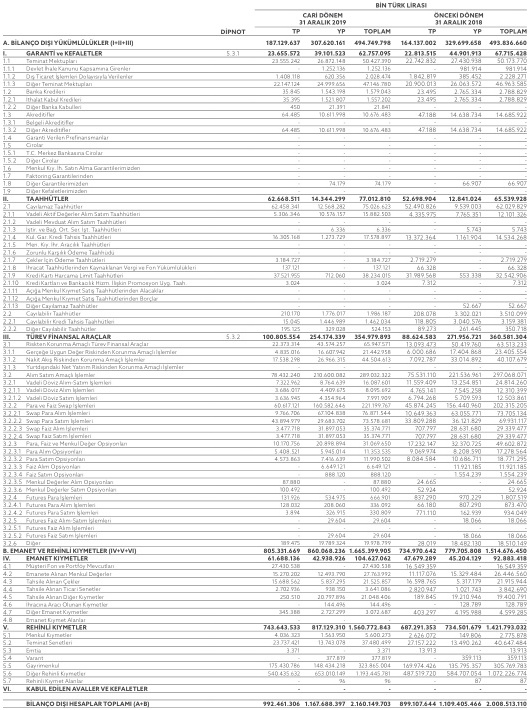 BİN TÜRK LİRASI
CARİ DÖNEM ÖNCEKİ DÖNEM
DİPNOT 31 ARALIK 2019 31 ARALIK 2018
TP YP TOPLAM TP YP TOPLAM
A. BİLANÇO DIŞI YÜKÜMLÜLÜKLER (I+II+III) 187.129.637 307.620.161 494.749.798 164.137.002 329.699.658 493.836.660
I. GARANTİ ve KEFALETLER 5.3.1 23.655.572 39.101.523 62.757.095 22.813.515 44.901.913 67.715.428
1.1 Teminat Mektupları 23.555.242 26.872.148 50.427.390 22.742.832 27.430.938 50.173.770
1.1.1 Devlet İhale Kanunu Kapsamına Girenler - 1.252.136 1.252.136 - 981.914 981.914
1.1.2 Dış Ticaret İşlemleri Dolayısıyla Verilenler 1.408.118 620.356 2.028.474 1.842.819 385.452 2.228.271
1.1.3 Diğer Teminat Mektupları 22.147.124 24.999.656 47.146.780 20.900.013 26.063.572 46.963.585
1.2 Banka Kredileri 35.845 1.543.198 1.579.043 23.495 2.765.334 2.788.829
1.2.1 İthalat Kabul Kredileri 35.395 1.521.807 1.557.202 23.495 2.765.334 2.788.829
1.2.2 Diğer Banka Kabulleri 450 21.391 21.841 - - -
1.3 Akreditifler 64.485 10.611.998 10.676.483 47.188 14.638.734 14.685.922
1.3.1 Belgeli Akreditifler - - - - - -
1.3.2 Diğer Akreditifler 64.485 10.611.998 10.676.483 47.188 14.638.734 14.685.922
1.4 Garanti Verilen Prefinansmanlar - - - - - -
1.5 Cirolar - - - - - -
1.5.1 T.C. Merkez Bankasına Cirolar - - - - - -
1.5.2 Diğer Cirolar - - - - - -
1.6 Menkul Kıy. İh. Satın Alma Garantilerimizden - - - - - -
1.7 Faktoring Garantilerinden - - - - - -
1.8 Diğer Garantilerimizden - 74.179 74.179 - 66.907 66.907
1.9 Diğer Kefaletlerimizden - - - - - -
II. TAAHHÜTLER 62.668.511 14.344.299 77.012.810 52.698.904 12.841.024 65.539.928
2.1 Cayılamaz Taahhütler 62.458.341 12.568.282 75.026.623 52.490.826 9.539.003 62.029.829
2.1.1 Vadeli Aktif Değerler Alım Satım Taahhütleri 5.306.346 10.576.157 15.882.503 4.335.975 7.765.351 12.101.326
2.1.2 Vadeli Mevduat Alım Satım Taahhütleri - - - - - -
2.1.3 İştir. ve Bağ. Ort. Ser. İşt. Taahhütleri - 6.336 6.336 - 5.743 5.743
2.1.4 Kul. Gar. Kredi Tahsis Taahhütleri 16.305.168 1.273.729 17.578.897 13.372.364 1.161.904 14.534.268
2.1.5 Men. Kıy. İhr. Aracılık Taahhütleri - - - - - -
2.1.6 Zorunlu Karşılık Ödeme Taahhüdü - - - - - -
2.1.7 Çekler İçin Ödeme Taahhütleri 3.184.727 - 3.184.727 2.719.279 - 2.719.279
2.1.8 İhracat Taahhütlerinden Kaynaklanan Vergi ve Fon Yükümlülükleri 137.121 - 137.121 66.328 - 66.328
2.1.9 Kredi Kartı Harcama Limit Taahhütleri 37.521.955 712.060 38.234.015 31.989.568 553.338 32.542.906
2.1.10 Kredi Kartları ve Bankacılık Hizm. İlişkin Promosyon Uyg. Taah. 3.024 - 3.024 7.312 - 7.312
2.1.11 Açığa Menkul Kıymet Satış Taahhütlerinden Alacaklar - - - - - -
2.1.12 Açığa Menkul Kıymet Satış Taahhütlerinden Borçlar - - - - - -
2.1.13 Diğer Cayılamaz Taahhütler - - - - 52.667 52.667
2.2 Cayılabilir Taahhütler 210.170 1.776.017 1.986.187 208.078 3.302.021 3.510.099
2.2.1 Cayılabilir Kredi Tahsis Taahhütleri 15.045 1.446.989 1.462.034 118.805 3.040.576 3.159.381
2.2.2 Diğer Cayılabilir Taahhütler 195.125 329.028 524.153 89.273 261.445 350.718
III. TÜREV FİNANSAL ARAÇLAR 5.3.2 100.805.554 254.174.339 354.979.893 88.624.583 271.956.721 360.581.304
3.1 Riskten Korunma Amaçlı Türev Finansal Araçlar 22.373.314 43.574.257 65.947.571 13.093.473 50.419.760 63.513.233
3.1.1 Gerçeğe Uygun Değer Riskinden Korunma Amaçlı İşlemler 4.835.016 16.607.942 21.442.958 6.000.686 17.404.868 23.405.554
3.1.2 Nakit Akış Riskinden Korunma Amaçlı İşlemler 17.538.298 26.966.315 44.504.613 7.092.787 33.014.892 40.107.679
3.1.3 Yurtdışındaki Net Yatırım Riskinden Korunma Amaçlı İşlemler - - - - - -
3.2 Alım Satım Amaçlı İşlemler 78.432.240 210.600.082 289.032.322 75.531.110 221.536.961 297.068.071
3.2.1 Vadeli Döviz Alım-Satım İşlemleri 7.322.962 8.764.639 16.087.601 11.559.409 13.254.851 24.814.260
3.2.1.1 Vadeli Döviz Alım İşlemleri 3.686.017 4.409.675 8.095.692 4.765.141 7.545.258 12.310.399
3.2.1.2 Vadeli Döviz Satım İşlemleri 3.636.945 4.354.964 7.991.909 6.794.268 5.709.593 12.503.861
3.2.2 Para ve Faiz Swap İşlemleri 60.617.121 160.582.646 221.199.767 45.874.245 156.440.960 202.315.205
3.2.2.1 Swap Para Alım İşlemleri 9.766.706 67.104.838 76.871.544 10.649.363 63.055.771 73.705.134
3.2.2.2 Swap Para Satım İşlemleri 43.894.979 29.683.702 73.578.681 33.809.288 36.121.829 69.931.117
3.2.2.3 Swap Faiz Alım İşlemleri 3.477.718 31.897.053 35.374.771 707.797 28.631.680 29.339.477
3.2.2.4 Swap Faiz Satım İşlemleri 3.477.718 31.897.053 35.374.771 707.797 28.631.680 29.339.477
3.2.3 Para, Faiz ve Menkul Değer Opsiyonları 10.170.756 20.898.894 31.069.650 17.232.147 32.370.725 49.602.872
3.2.3.1 Para Alım Opsiyonları 5.408.521 5.945.014 11.353.535 9.069.974 8.208.590 17.278.564
3.2.3.2 Para Satım Opsiyonları 4.573.863 7.416.639 11.990.502 8.084.584 10.686.711 18.771.295
3.2.3.3 Faiz Alım Opsiyonları - 6.649.121 6.649.121 - 11.921.185 11.921.185
3.2.3.4 Faiz Satım Opsiyonları - 888.120 888.120 - 1.554.239 1.554.239
3.2.3.5 Menkul Değerler Alım Opsiyonları 87.880 - 87.880 24.665 - 24.665
3.2.3.6 Menkul Değerler Satım Opsiyonları 100.492 - 100.492 52.924 - 52.924
3.2.4 Futures Para İşlemleri 131.926 534.975 666.901 837.290 970.229 1.807.519
3.2.4.1 Futures Para Alım İşlemleri 128.032 208.060 336.092 66.180 807.290 873.470
3.2.4.2 Futures Para Satım İşlemleri 3.894 326.915 330.809 771.110 162.939 934.049
3.2.5 Futures Faiz Alım-Satım İşlemleri - 29.604 29.604 - 18.066 18.066
3.2.5.1 Futures Faiz Alım İşlemleri - - - - - -
3.2.5.2 Futures Faiz Satım İşlemleri - 29.604 29.604 - 18.066 18.066
3.2.6 Diğer 189.475 19.789.324 19.978.799 28.019 18.482.130 18.510.149
B. EMANET VE REHİNLİ KIYMETLER (IV+V+VI) 805.331.669 860.068.236 1.665.399.905 734.970.642 779.705.808 1.514.676.450
IV. EMANET KIYMETLER 61.688.136 42.938.926 104.627.062 47.679.289 45.204.129 92.883.418
4.1 Müşteri Fon ve Portföy Mevcutları 27.430.538 - 27.430.538 16.549.359 - 16.549.359
4.2 Emanete Alınan Menkul Değerler 15.270.202 12.493.790 27.763.992 11.117.076 15.329.484 26.446.560
4.3 Tahsile Alınan Çekler 15.688.562 5.837.295 21.525.857 16.598.765 5.317.179 21.915.944
4.4 Tahsile Alınan Ticari Senetler 2.702.936 938.150 3.641.086 2.820.947 1.021.743 3.842.690
4.5 Tahsile Alınan Diğer Kıymetler 250.510 20.797.896 21.048.406 189.845 19.210.946 19.400.791
4.6 İhracına Aracı Olunan Kıymetler - 144.496 144.496 - 128.789 128.789
4.7 Diğer Emanet Kıymetler 345.388 2.727.299 3.072.687 403.297 4.195.988 4.599.285
4.8 Emanet Kıymet Alanlar - - - - - -
V. REHİNLİ KIYMETLER 743.643.533 817.129.310 1.560.772.843 687.291.353 734.501.679 1.421.793.032
5.1 Menkul Kıymetler 4.036.323 1.563.950 5.600.273 2.626.072 149.806 2.775.878
5.2 Teminat Senetleri 23.737.421 13.743.078 37.480.499 27.157.222 13.490.262 40.647.484
5.3 Emtia 3.371 - 3.371 13.913 - 13.913
5.4 Varant - 377.819 377.819 - 359.113 359.113
5.5 Gayrimenkul 175.430.786 148.434.218 323.865.004 169.974.426 135.795.357 305.769.783
5.6 Diğer Rehinli Kıymetler 540.435.632 653.010.149 1.193.445.781 487.519.720 584.707.054 1.072.226.774
5.7 Rehinli Kıymet Alanlar - 96 96 - 87 87
VI. KABUL EDİLEN AVALLER VE KEFALETLER - - - - - -
BİLANÇO DIŞI HESAPLAR TOPLAMI (A+B) 992.461.306 1.167.688.397 2.160.149.703 899.107.644 1.109.405.466 2.008.513.110